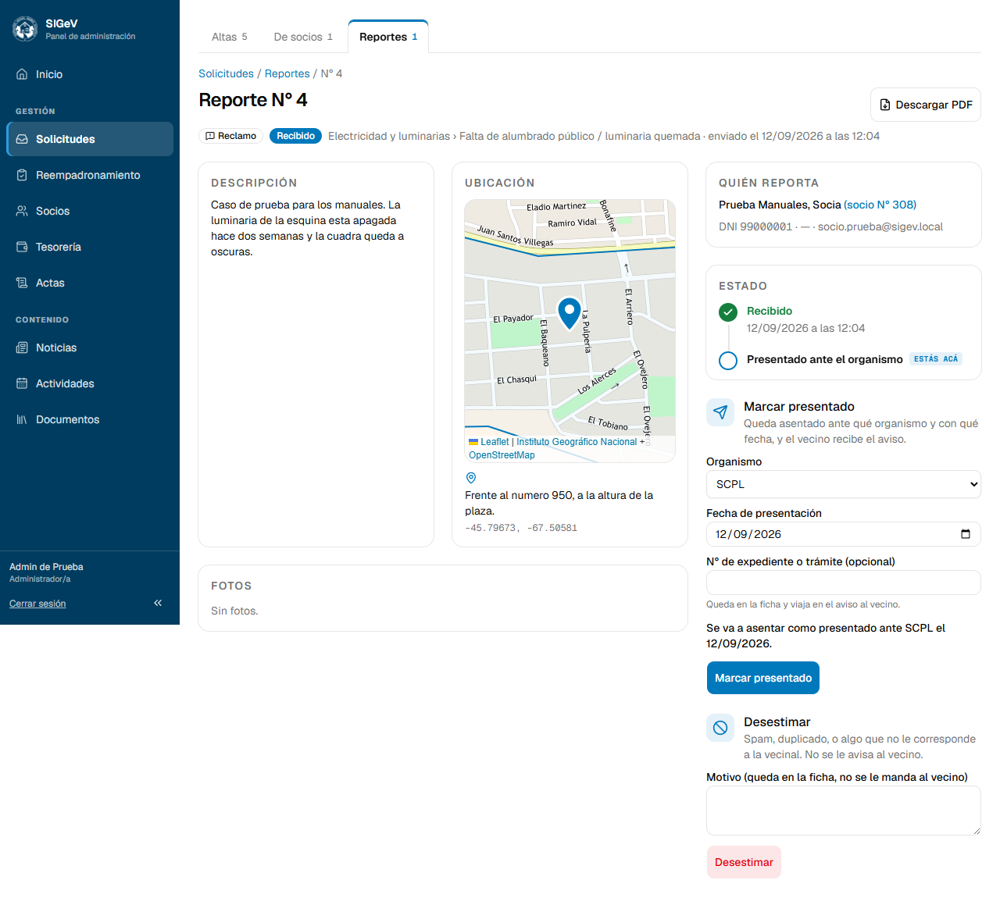 SIGeV
Panel de administración
Inicio
GESTIÓN
Solicitudes
Reempadronamiento
Socios
Tesorería
Actas
CONTENIDO
Noticias
Actividades
Documentos
Admin de Prueba
Administrador/a
Cerrar sesión
Altas 5
De socios 1
Reportes 1
Solicitudes / Reportes / N° 4
Reporte N° 4
Descargar PDF
Reclamo
Recibido
Electricidad y luminarias › Falta de alumbrado público / luminaria quemada · enviado el 12/09/2026 a las 12:04
DESCRIPCIÓN
Caso de prueba para los manuales. La
luminaria de la esquina esta apagada
hace dos semanas y la cuadra queda a
oscuras.
UBICACIÓN
Eladio Martinez
Bonafine
Ramiro Vidal
Juan Santos Villegas
El Arriero
El Payador
La Pulperia
El Baqueano
El Ovejero
El Chasqui
Los Alerces
El Tobiano
El Ovejero
Leaflet | Instituto Geográfico Nacional +
OpenStreetMap
Frente al numero 950, a la altura de la
plaza.
-45.79673, -67.50581
FOTOS
Sin fotos.
QUIÉN REPORTA
Prueba Manuales, Socia (socio N° 308)
DNI 99000001 · — · socio.prueba@sigev.local
ESTADO
Recibido
12/09/2026 a las 12:04
Presentado ante el organismo ESTÁS ACÁ
Marcar presentado
Queda asentado ante qué organismo y con qué
fecha, y el vecino recibe el aviso.
Organismo
SCPL
Fecha de presentación
12/09/2026
N° de expediente o trámite (opcional)
Queda en la ficha y viaja en el aviso al vecino.
Se va a asentar como presentado ante SCPL el
12/09/2026.
Marcar presentado
Desestimar
Spam, duplicado, o algo que no le corresponde
a la vecinal. No se le avisa al vecino.
Motivo (queda en la ficha, no se le manda al vecino)
Desestimar